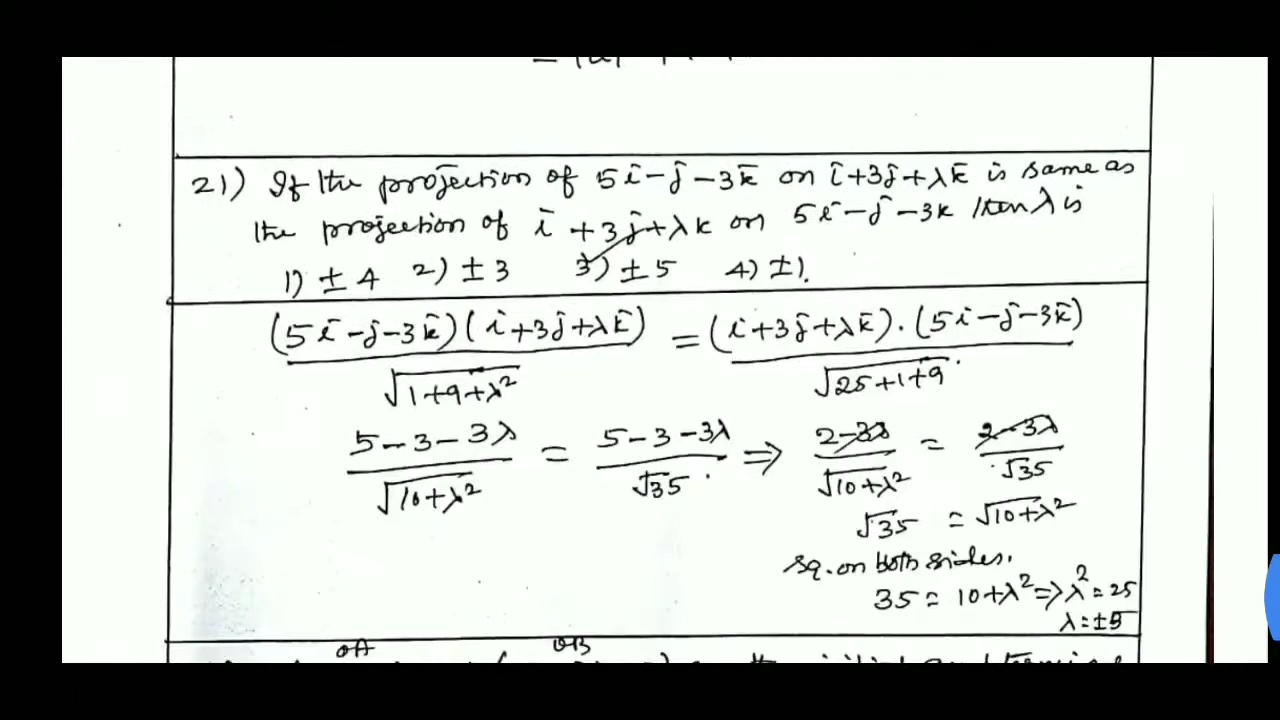 21) If the projection of 5i̅-j̅-3k̅ on i̅+3j̅+λk̅ is same as
the projection of i̅+3j̅+λk on 5i̅-j̅-3k then λ is
1) ±4 2) ±3 3) ±5 4) ±1.
(5i̅-j̅-3k̅)(i̅+3j̅+λk̅) / √1+9+λ² = (i̅+3j̅+λk̅).(5i̅-j̅-3k̅) / √25+1+9
5-3-3λ / √10+λ² = 5-3-3λ / √35 ⇒ 2-3λ / √10+λ² = 2-3λ / √35
√35 = √10+λ²
sq. on both sides.
35 = 10+λ² ⇒ λ² = 25
λ = ±5
OA OB